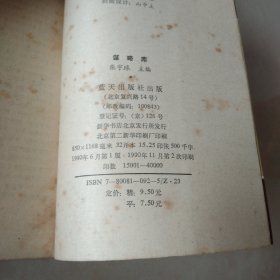 封面设计：
谋略库
柴宇球 主编
蓝天出版社出版
（北京复兴路14号）
（邮政编码：100843）
登记证号：（京）126号
新华书店北京发行所发行
北京第二新华印刷厂印刷
850×1168毫米 32开本 15.25印张 500千字
1990年6月第1版·1990年11月第2次印刷
印数 15001—40000
ISBN 7—80081—092—5/Z·23
定价：精：9.50元
平：7.50元